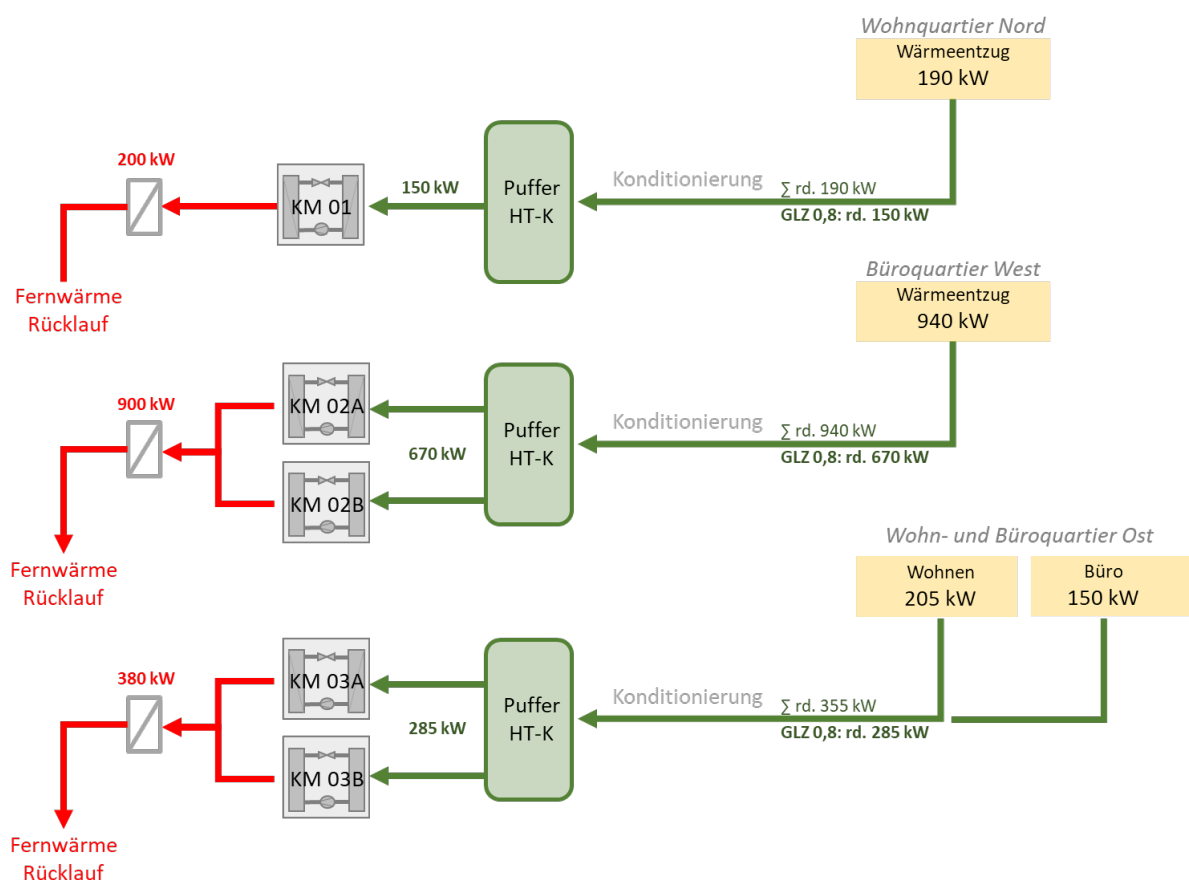 Wohnquartier Nord
Wärmeentzug
190 kW
200 kW
KM 01
150 kW
Puffer
HT-K
Konditionierung
∑ rd. 190 kW
GLZ 0,8: rd. 150 kW
Fernwärme
Rücklauf
Büroquartier West
Wärmeentzug
940 kW
900 kW
KM 02A
KM 02B
670 kW
Puffer
HT-K
Konditionierung
∑ rd. 940 kW
GLZ 0,8: rd. 670 kW
Fernwärme
Rücklauf
Wohn- und Büroquartier Ost
Wohnen
205 kW
Büro
150 kW
380 kW
KM 03A
KM 03B
285 kW
Puffer
HT-K
Konditionierung
∑ rd. 355 kW
GLZ 0,8: rd. 285 kW
Fernwärme
Rücklauf